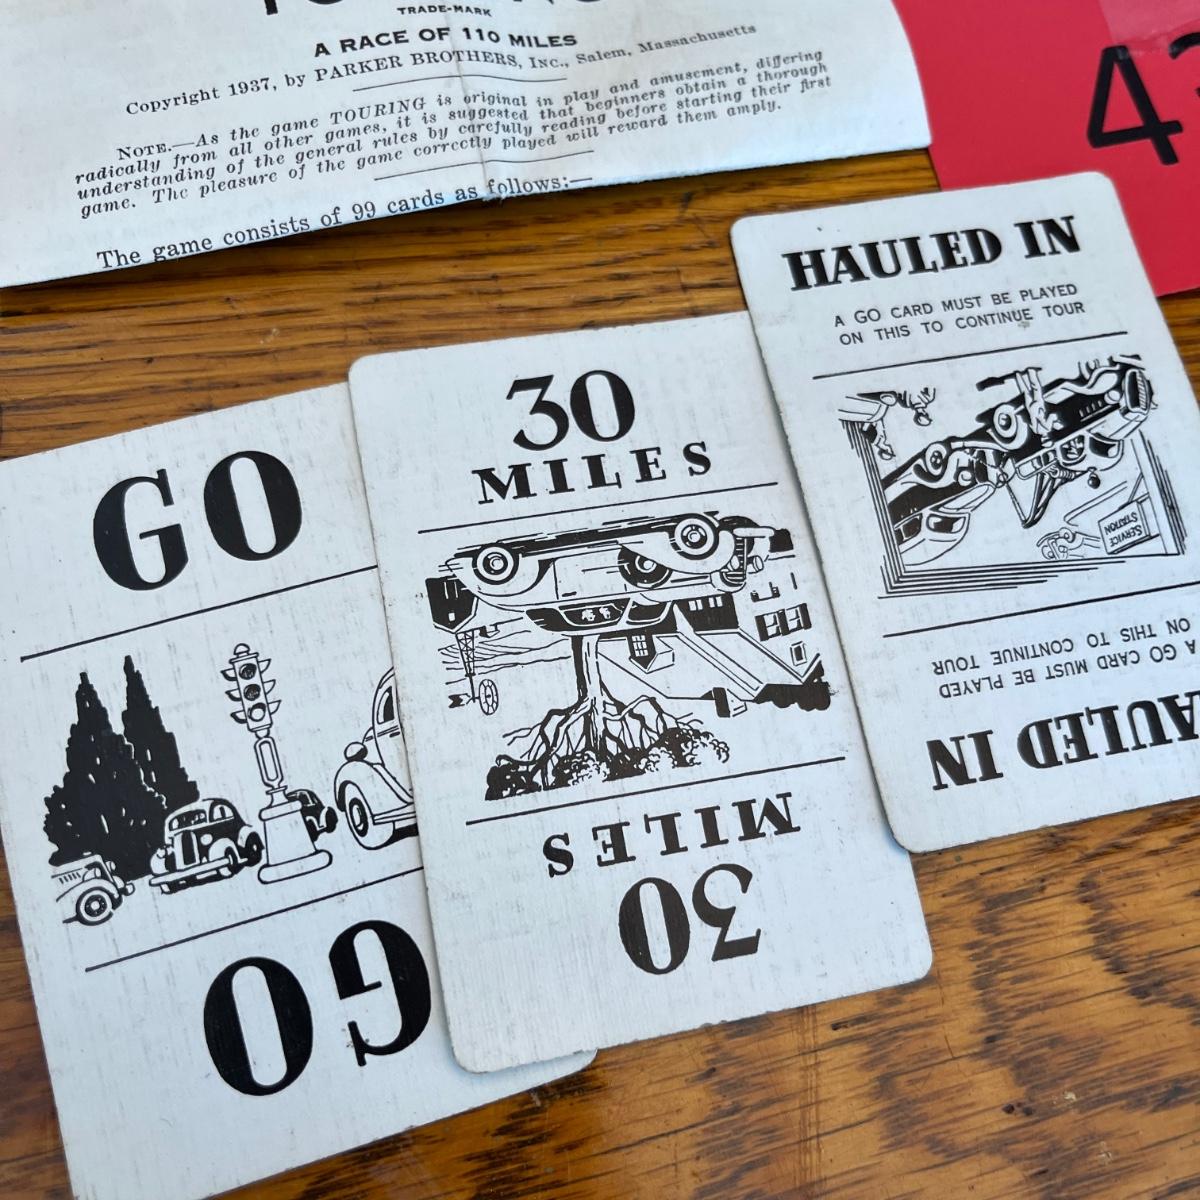 TRADE-MARK
A RACE OF 110 MILES
Copyright 1937, by PARKER BROTHERS, INC., Salem, Massachusetts
NOTE.—As the game TOURING is original in play and amusement, differing
radically from all other games, it is suggested that beginners obtain a thorough
understanding of the general rules by carefully reading before starting their first
game. The pleasure of the game correctly played will reward them amply.
The game consists of 99 cards as follows:—
HAULED IN
A GO CARD MUST BE PLAYED
ON THIS TO CONTINUE TOUR
SERVICE
STATION
A GO CARD MUST BE PLAYED
ON THIS TO CONTINUE TOUR
HAULED IN
30
MILES
30
MILES
GO
GO